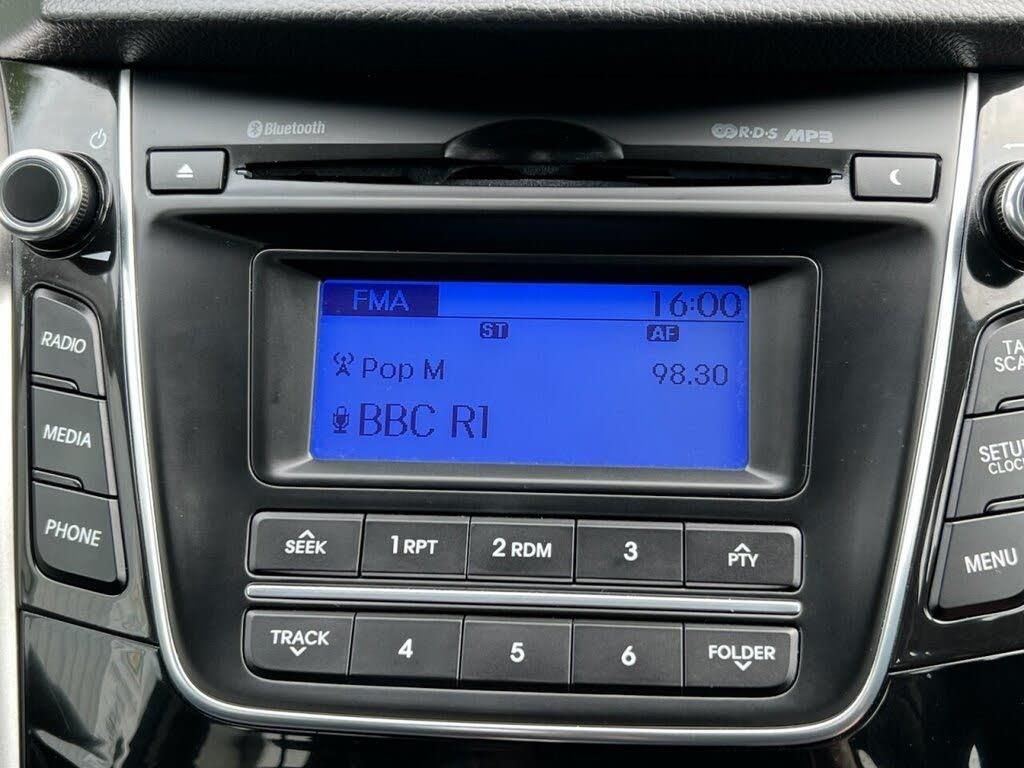 Bluetooth
R·D·S MP3
FMA 16:00
ST AF
Pop M 98.30
BBC R1
RADIO
MEDIA
PHONE
SEEK 1 RPT 2 RDM 3 PTY
TRACK 4 5 6 FOLDER
TA
CLOCK
MENU